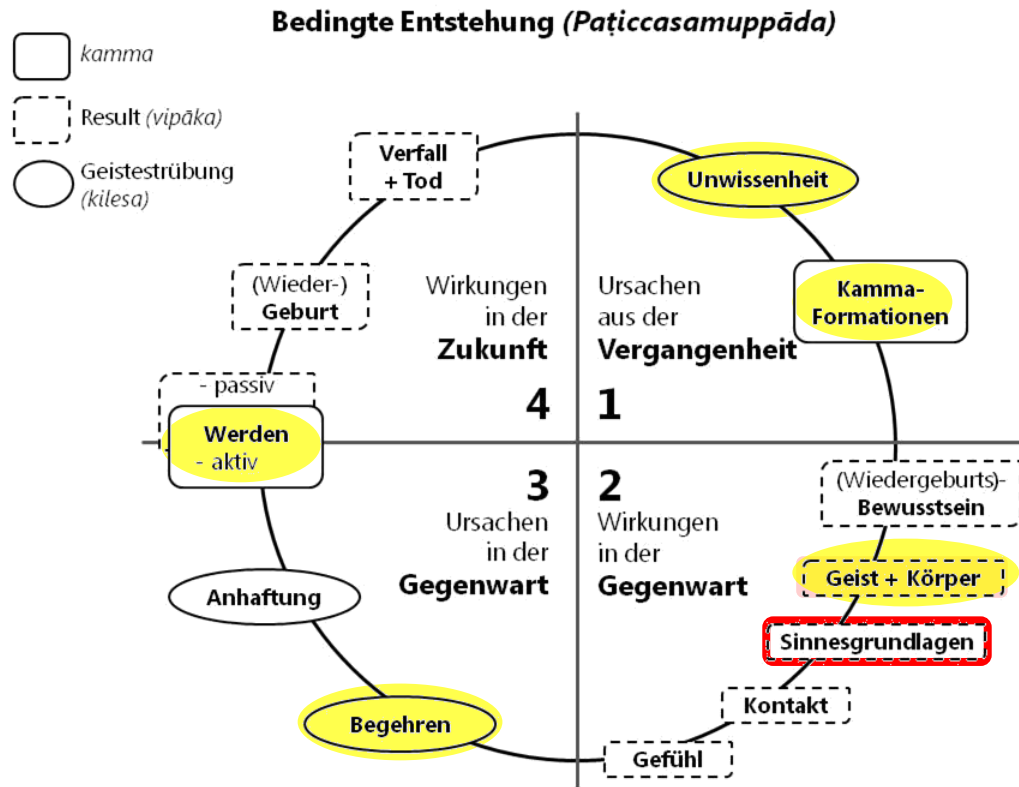 Bedingte Entstehung (Paṭiccasamuppāda)
kamma
Result (vipāka)
Geistestrübung
(kilesa)
Verfall
+ Tod
Unwissenheit
(Wieder-)
Geburt
Wirkungen
in der
Zukunft
4
Ursachen
aus der
Vergangenheit
1
Kamma-
Formationen
- passiv
Werden
- aktiv
3
Ursachen
in der
Gegenwart
2
Wirkungen
in der
Gegenwart
(Wiedergeburts)-
Bewusstsein
Geist + Körper
Anhaftung
Sinnesgrundlagen
Kontakt
Begehren
Gefühl